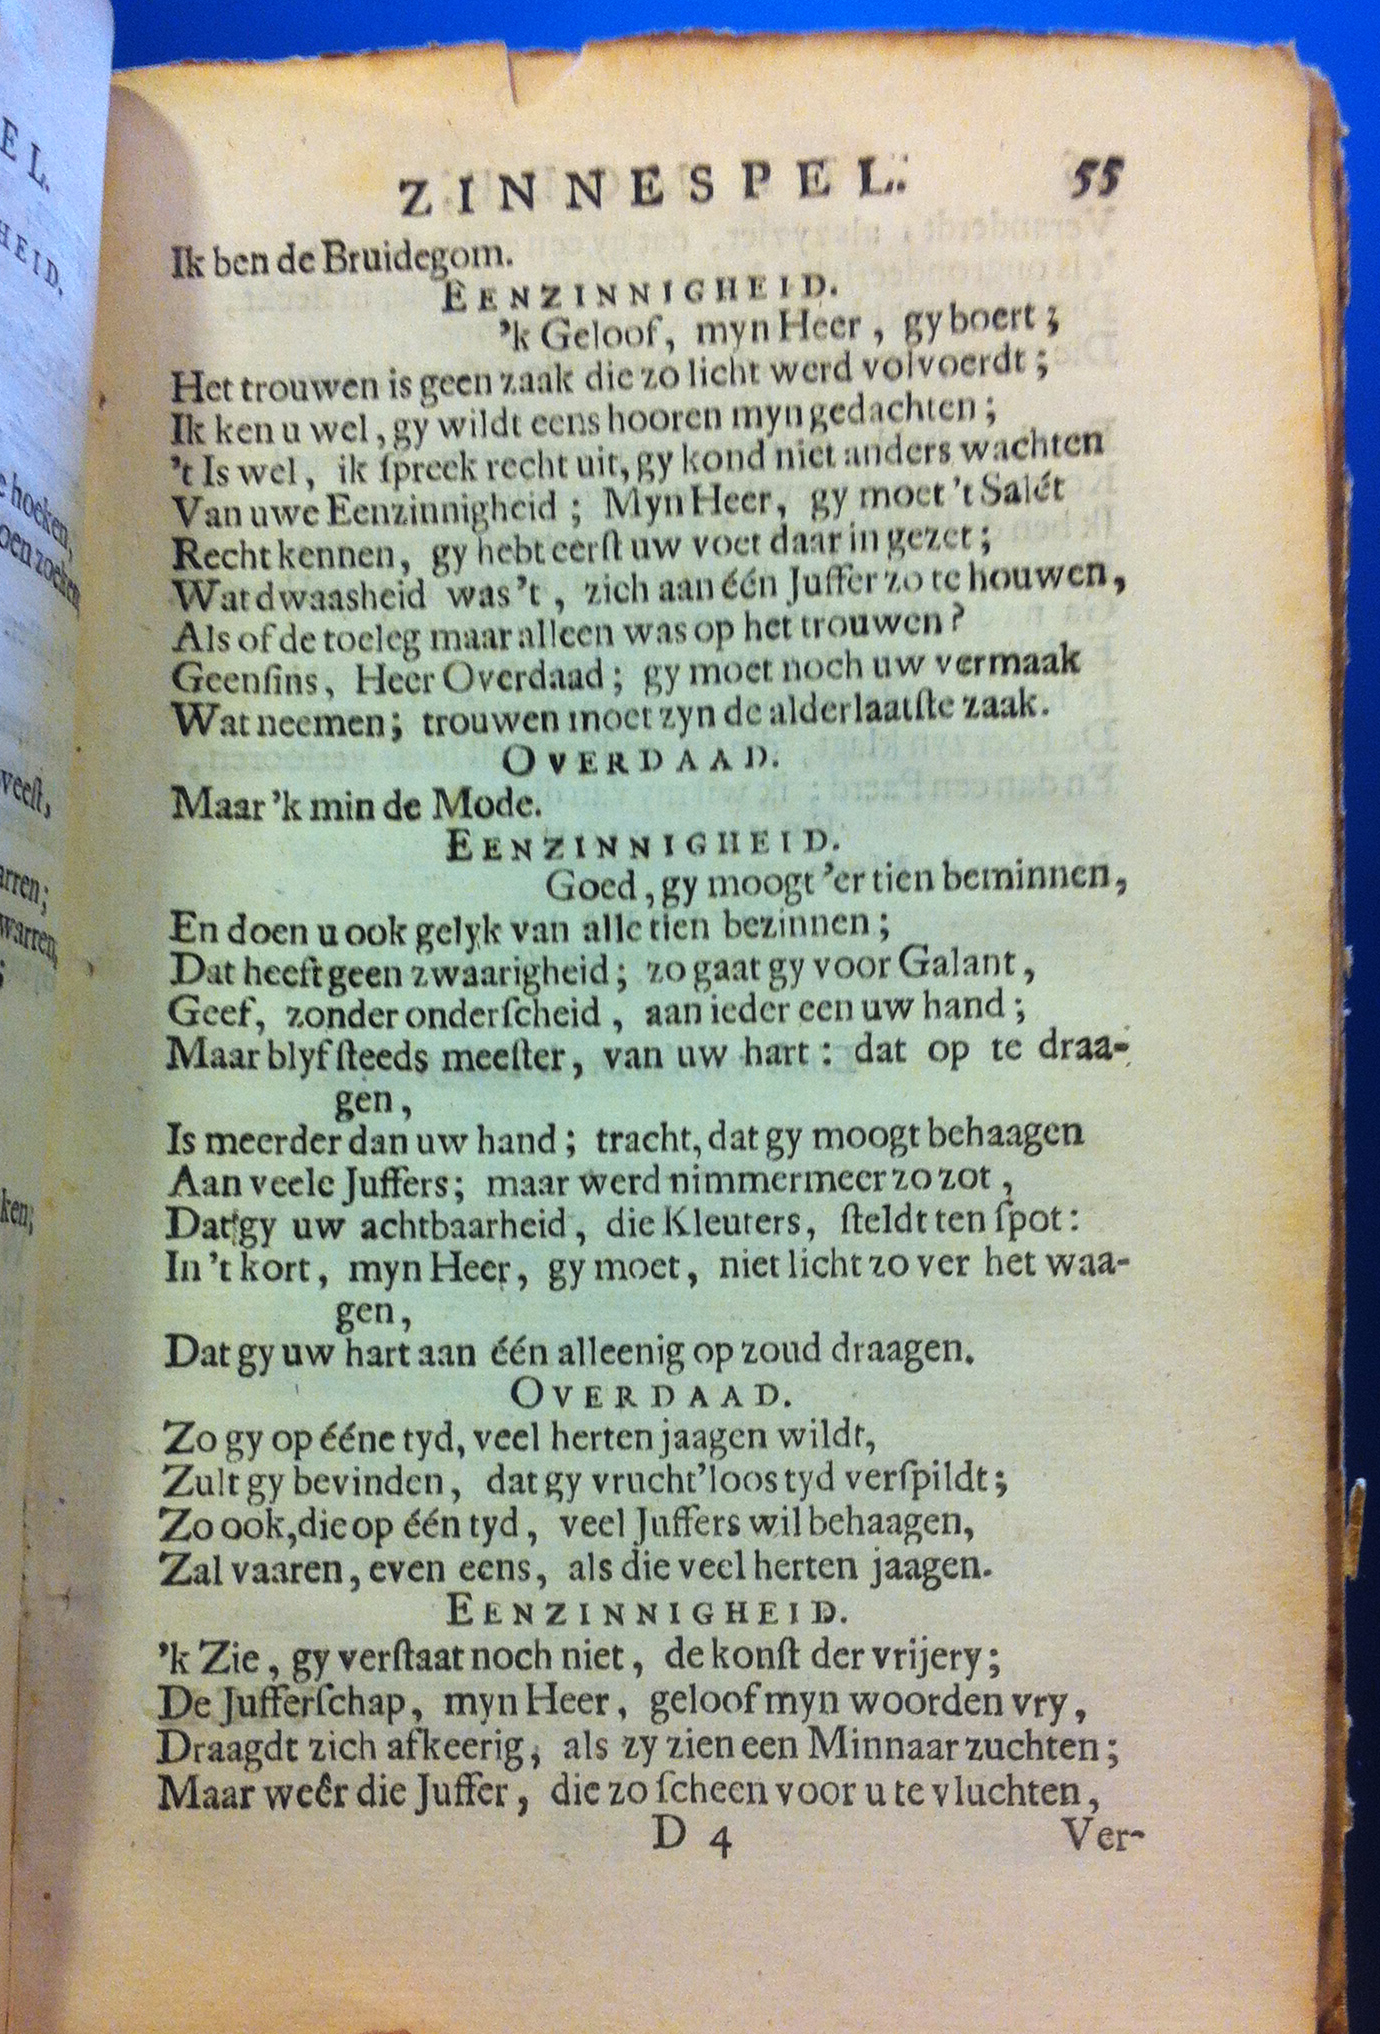 ZINNESPEL. 55
Ik ben de Bruidegom.
EENZINNIGHEID.
'k Geloof, myn Heer, gy boert;
Het trouwen is geen zaak die zo licht werd volvoerdt;
Ik ken u wel, gy wildt eens hooren myn gedachten;
't Is wel, ik ſpreek recht uit, gy kond niet anders wachten
Van uwe Eenzinnigheid; Myn Heer, gy moet 't Salét
Recht kennen, gy hebt eerſt uw voet daar in gezet;
Wat dwaasheid was 't, zich aan één Juffer zo te houwen,
Als of de toeleg maar alleen was op het trouwen?
Geenſins, Heer Overdaad; gy moet noch uw vermaak
Wat neemen; trouwen moet zyn de alderlaatſte zaak.
OVERDAAD.
Maar 'k min de Mode.
EENZINNIGHEID.
Goed, gy moogt 'er tien beminnen,
En doen u ook gelyk van alle tien bezinnen;
Dat heeft geen zwaarigheid; zo gaat gy voor Galant,
Geef, zonder onderſcheid, aan ieder een uw hand;
Maar blyf ſteeds meeſter, van uw hart: dat op te draa-
gen,
Is meerder dan uw hand; tracht, dat gy moogt behaagen
Aan veele Juffers; maar werd nimmermeer zo zot,
Dat gy uw achtbaarheid, die Kleuters, ſteldt ten ſpot:
In 't kort, myn Heer, gy moet, niet licht zo ver het waa-
gen,
Dat gy uw hart aan één alleenig op zoud draagen.
OVERDAAD.
Zo gy op ééne tyd, veel herten jaagen wildt,
Zult gy bevinden, dat gy vrucht'loos tyd verſpildt;
Zo ook, die op één tyd, veel Juffers wil behaagen,
Zal vaaren, even eens, als die veel herten jaagen.
EENZINNIGHEID.
'k Zie, gy verſtaat noch niet, de konſt der vrijery;
De Jufferſchap, myn Heer, geloof myn woorden vry,
Draagdt zich afkeerig, als zy zien een Minnaar zuchten;
Maar weêr die Juffer, die zo ſcheen voor u te vluchten,
D 4 Ver-